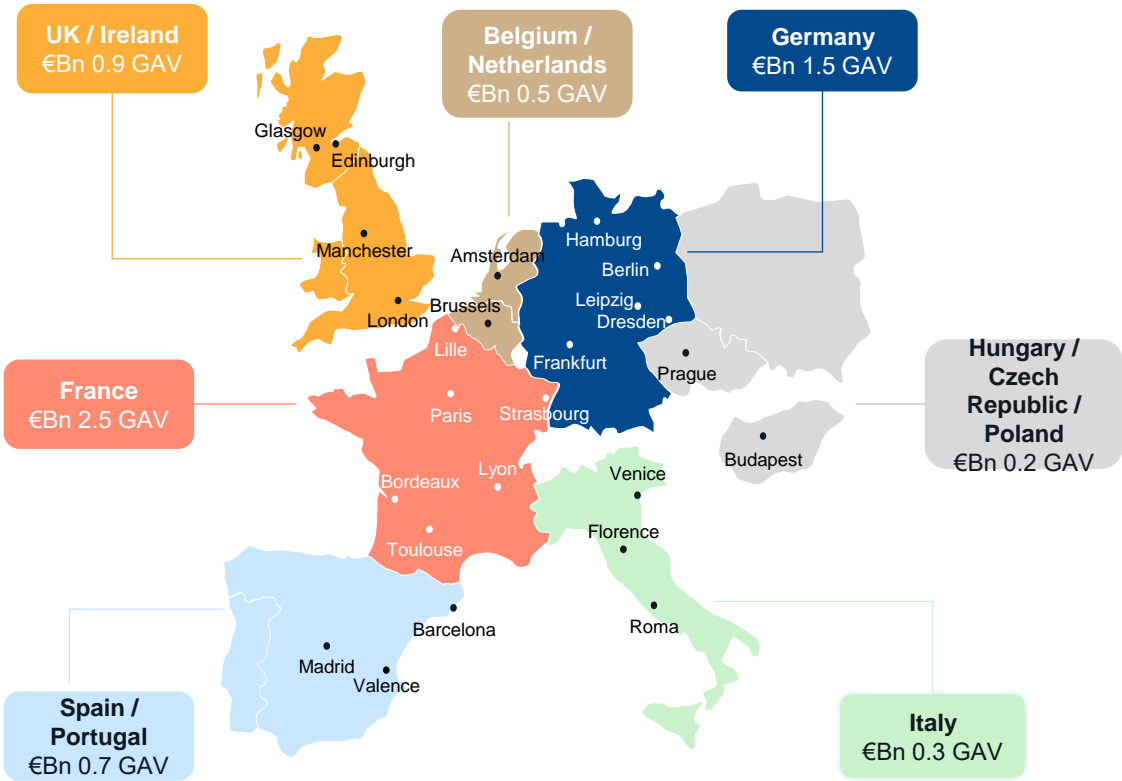 UK / Ireland
€Bn 0.9 GAV
Belgium /
Netherlands
€Bn 0.5 GAV
Germany
€Bn 1.5 GAV
Glasgow
Edinburgh
Manchester
London
Amsterdam
Brussels
Hamburg
Berlin
Leipzig
Dresden
Frankfurt
Prague
Budapest
Hungary /
Czech
Republic /
Poland
€Bn 0.2 GAV
France
€Bn 2.5 GAV
Lille
Paris
Strasbourg
Lyon
Bordeaux
Toulouse
Venice
Florence
Roma
Barcelona
Madrid
Valence
Spain /
Portugal
€Bn 0.7 GAV
Italy
€Bn 0.3 GAV